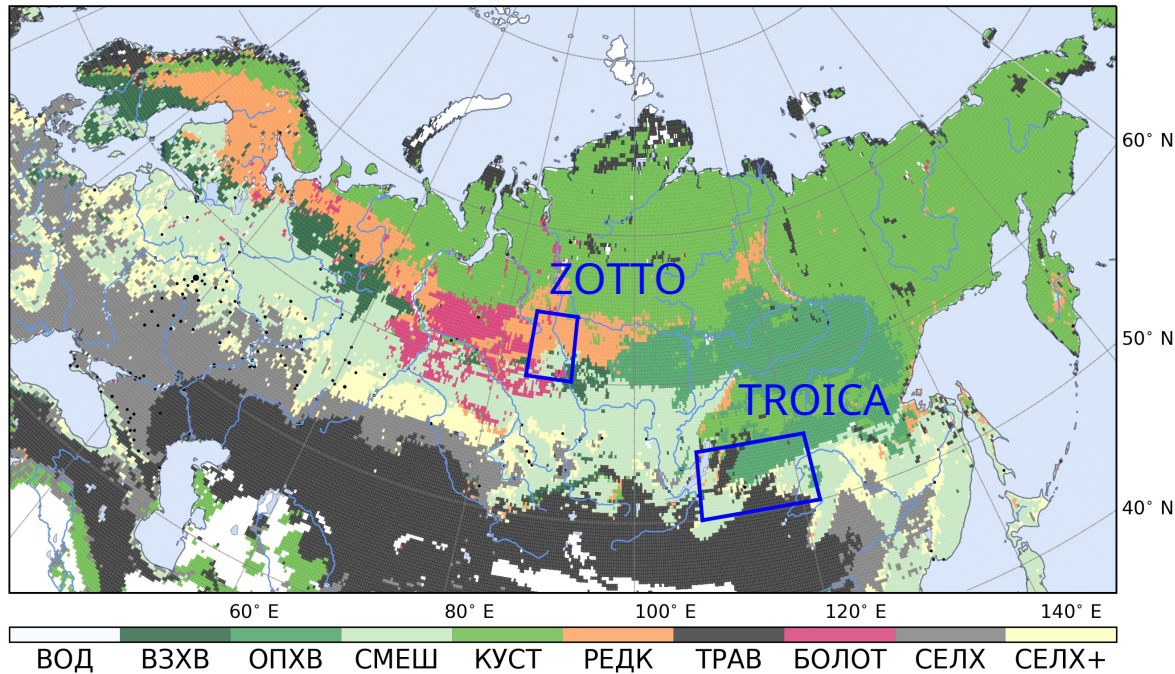 60° N
ZOTTO
50° N
TROICA
40° N
60° E 80° E 100° E 120° E 140° E
ВОД ВЗХВ ОПХВ СМЕШ КУСТ РЕДК ТРАВ БОЛОТ СЕЛХ СЕЛХ+